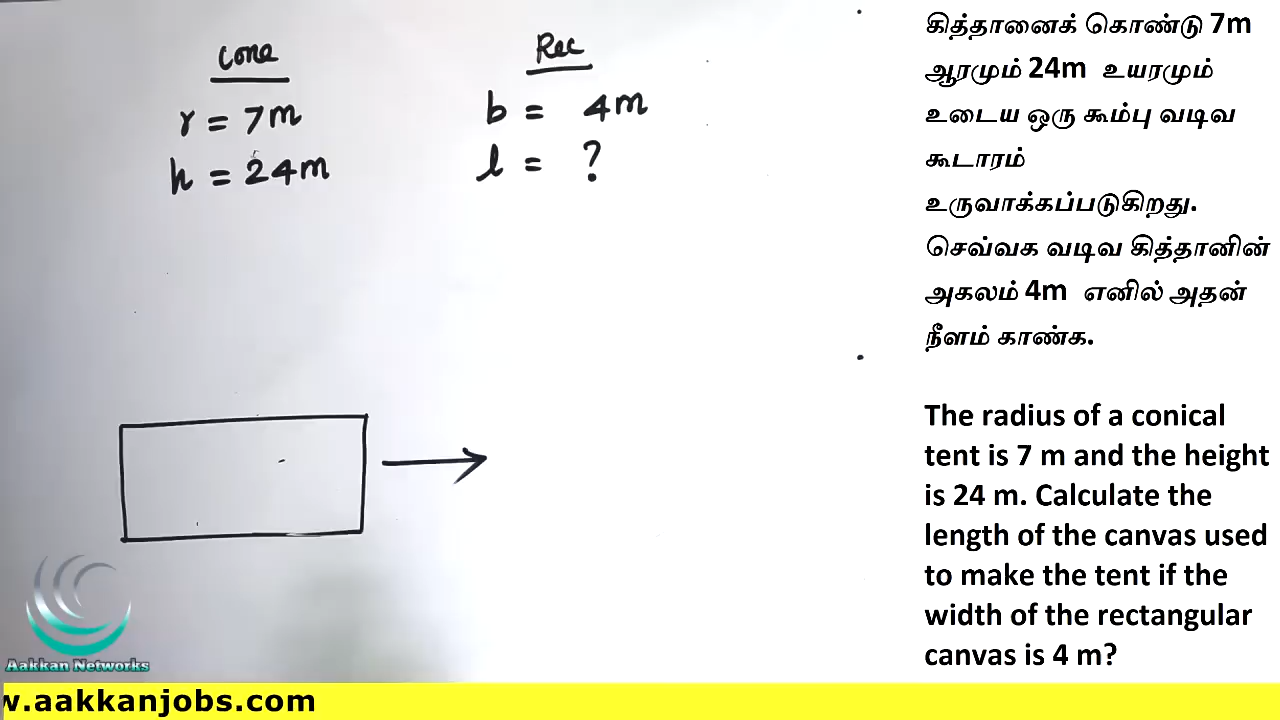 Cone
r = 7m
h = 24m
Rec
b = 4m
l = ?
கித்தானைக் கொண்டு 7m
ஆரமும் 24m உயரமும்
உடைய ஒரு கூம்பு வடிவ
கூடாரம்
உருவாக்கப்படுகிறது.
செவ்வக வடிவ கித்தானின்
அகலம் 4m எனில் அதன்
நீளம் காண்க.
The radius of a conical
tent is 7 m and the height
is 24 m. Calculate the
length of the canvas used
to make the tent if the
width of the rectangular
canvas is 4 m?
Aakkan Networks
w.aakkanjobs.com